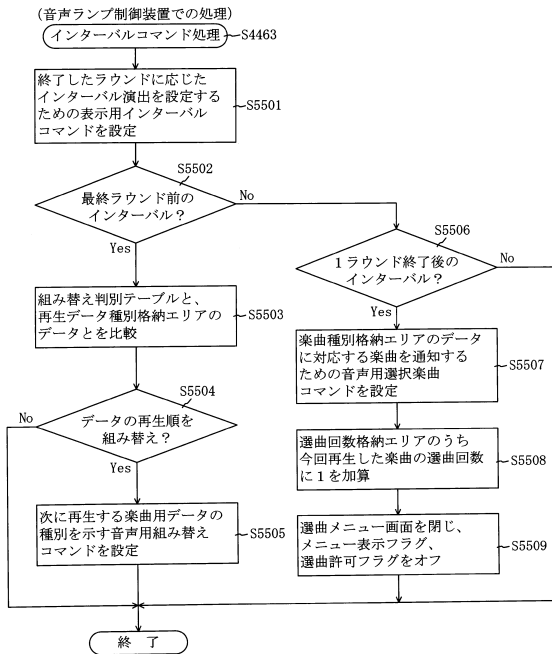 (音声ランプ制御装置での処理)
インターバルコマンド処理
S4463
終了したラウンドに応じた
インターバル演出を設定する
ための表示用インターバル
コマンドを設定
S5501
S5502
最終ラウンド前の
インターバル?
No
Yes
組み替え判別テーブルと、
再生データ種別格納エリアの
データとを比較
S5503
S5504
データの再生順を
組み替え?
No
Yes
次に再生する楽曲用データの
種別を示す音声用組み替え
コマンドを設定
S5505
S5506
1ラウンド終了後の
インターバル?
No
Yes
楽曲種別格納エリアのデータ
に対応する楽曲を通知する
ための音声用選択楽曲
コマンドを設定
S5507
選曲回数格納エリアのうち
今回再生した楽曲の選曲回数
に1を加算
S5508
選曲メニュー画面を閉じ、
メニュー表示フラグ、
選曲許可フラグをオフ
S5509
終 了